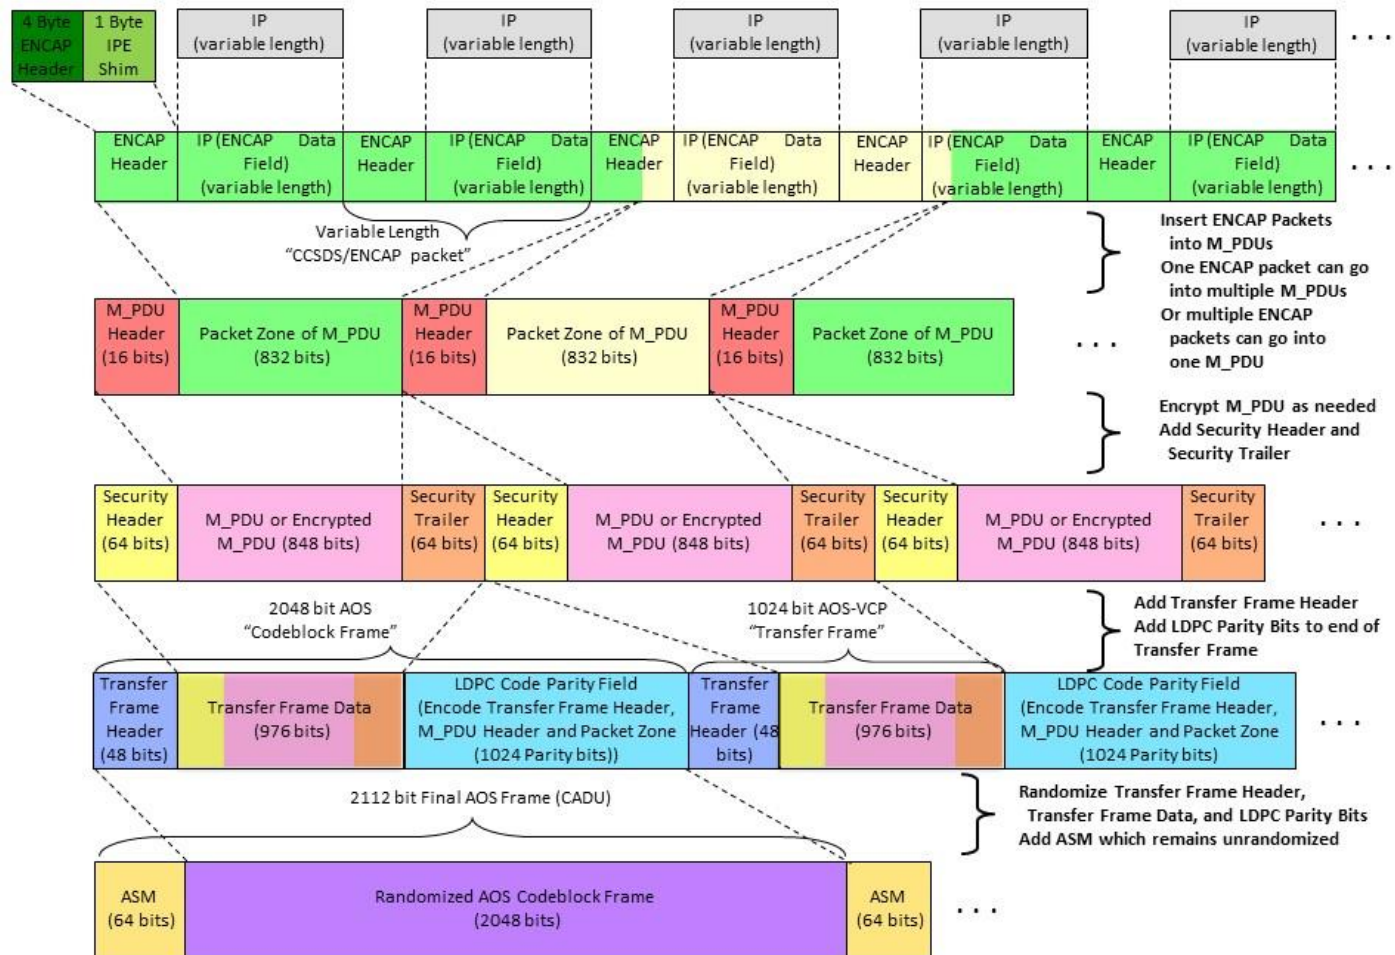 4 Byte
ENCAP
Header
1 Byte
IPE
Shim
IP
(variable length)
IP
(variable length)
IP
(variable length)
IP
(variable length)
IP
(variable length)
. . .
ENCAP
Header
IP (ENCAP Data
Field)
(variable length)
ENCAP
Header
IP (ENCAP Data
Field)
(variable length)
ENCAP
Header
IP (ENCAP Data
Field)
(variable length)
ENCAP
Header
IP (ENCAP Data
Field)
(variable length)
ENCAP
Header
IP (ENCAP Data
Field)
(variable length)
. . .
Variable Length
“CCSDS/ENCAP packet”
Insert ENCAP Packets
into M_PDUs
One ENCAP packet can go
into multiple M_PDUs
Or multiple ENCAP
packets can go into
one M_PDU
M_PDU
Header
(16 bits)
Packet Zone of M_PDU
(832 bits)
M_PDU
Header
(16 bits)
Packet Zone of M_PDU
(832 bits)
M_PDU
Header
(16 bits)
Packet Zone of M_PDU
(832 bits)
. . .
Encrypt M_PDU as needed
Add Security Header and
Security Trailer
Security
Header
(64 bits)
M_PDU or Encrypted
M_PDU (848 bits)
Security
Trailer
(64 bits)
Security
Header
(64 bits)
M_PDU or Encrypted
M_PDU (848 bits)
Security
Trailer
(64 bits)
Security
Header
(64 bits)
M_PDU or Encrypted
M_PDU (848 bits)
Security
Trailer
(64 bits)
. . .
2048 bit AOS
“Codeblock Frame”
1024 bit AOS-VCP
“Transfer Frame”
Add Transfer Frame Header
Add LDPC Parity Bits to end of
Transfer Frame
Transfer
Frame
Header
(48 bits)
Transfer Frame Data
(976 bits)
LDPC Code Parity Field
(Encode Transfer Frame Header,
M_PDU Header and Packet Zone
(1024 Parity bits))
Transfer
Frame
Header (48
bits)
Transfer Frame Data
(976 bits)
LDPC Code Parity Field
(Encode Transfer Frame Header,
M_PDU Header and Packet Zone
(1024 Parity bits)
. . .
2112 bit Final AOS Frame (CADU)
Randomize Transfer Frame Header,
Transfer Frame Data, and LDPC Parity Bits
Add ASM which remains unrandomized
ASM
(64 bits)
Randomized AOS Codeblock Frame
(2048 bits)
ASM
(64 bits)
. . .